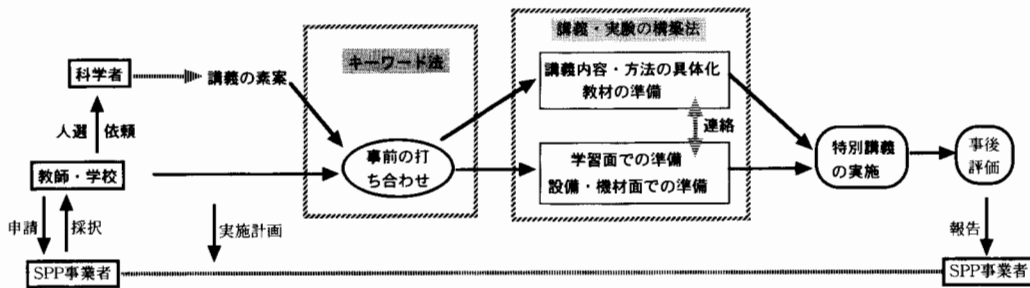 講義・実験の構築法
キーワード法
科学者
講義の素案
講義内容・方法の具体化
教材の準備
人選
依頼
連絡
事前の打
ち合わせ
特別講義
の実施
事後
評価
教師・学校
学習面での準備
設備・機材面での準備
申請
採択
実施計画
報告
SPP事業者
SPP事業者